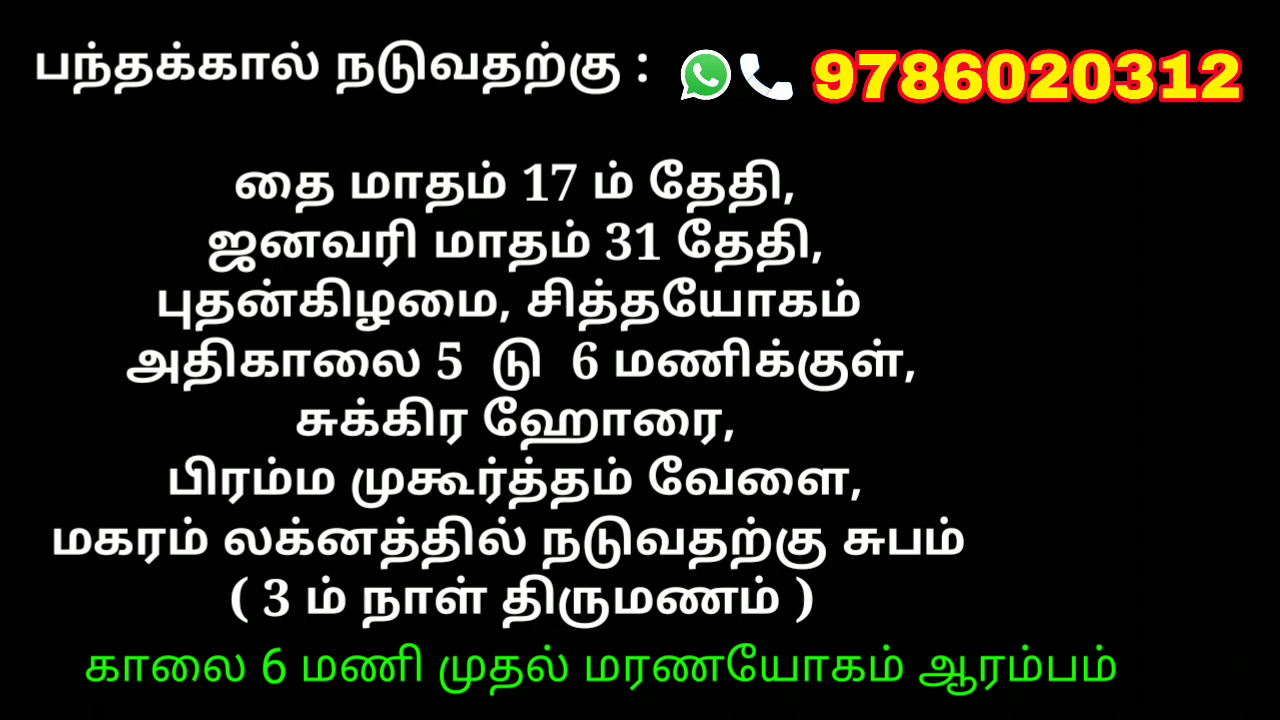 பந்தக்கால் நடுவதற்கு : 9786020312
தை மாதம் 17 ம் தேதி,
ஜனவரி மாதம் 31 தேதி,
புதன்கிழமை, சித்தயோகம்
அதிகாலை 5 டு 6 மணிக்குள்,
சுக்கிர ஹோரை,
பிரம்ம முகூர்த்தம் வேளை,
மகரம் லக்னத்தில் நடுவதற்கு சுபம்
( 3 ம் நாள் திருமணம் )
காலை 6 மணி முதல் மரணயோகம் ஆரம்பம்